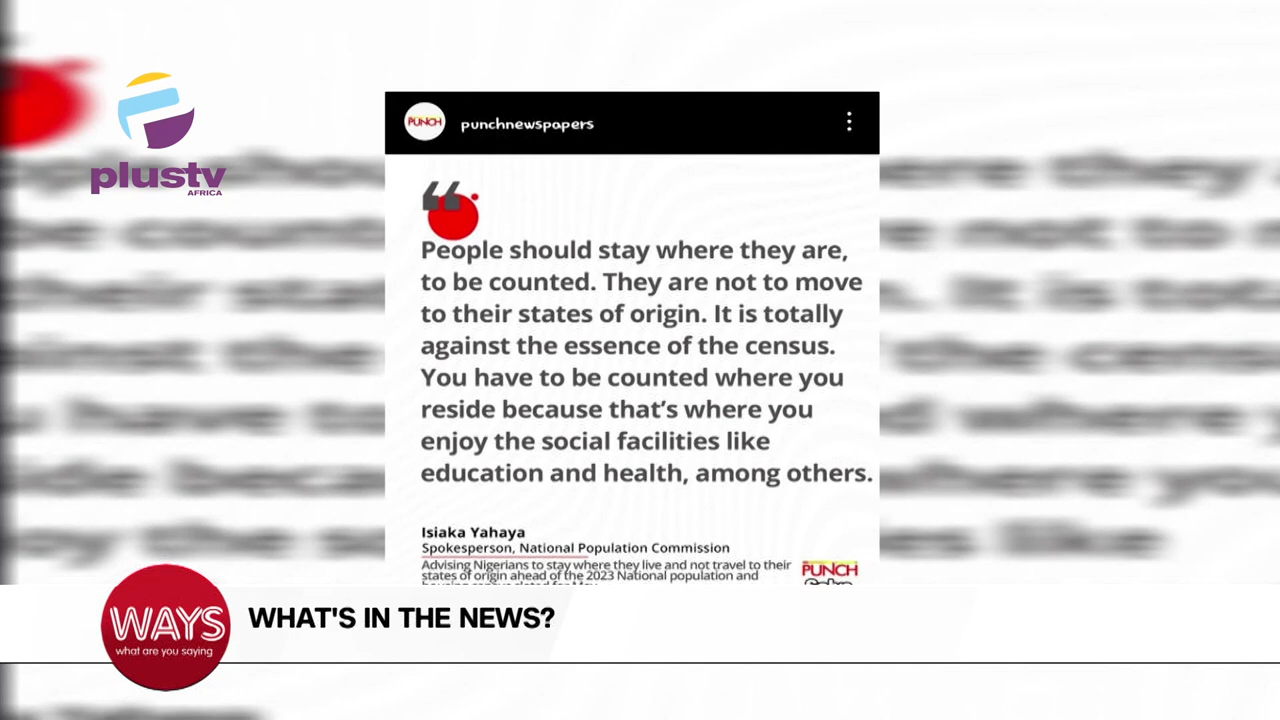 plustv
AFRICA
PUNCH
punchnewspapers
People should stay where they are,
to be counted. They are not to move
to their states of origin. It is totally
against the essence of the census.
You have to be counted where you
reside because that's where you
enjoy the social facilities like
education and health, among others.
Isiaka Yahaya
Spokesperson, National Population Commission
Advising Nigerians to stay where they live and not travel to their
states of origin ahead of the 2023 National population and
PUNCH
WAYS
what are you saying
WHAT'S IN THE NEWS?